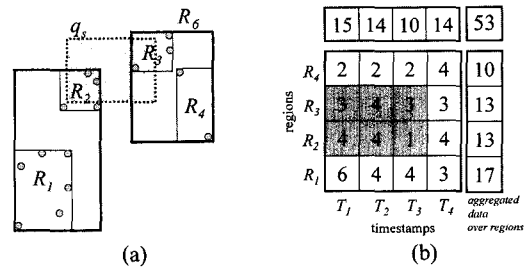 q_s
R_6
R_3
R_2
R_4
R_1
(a)
15 14 10 14 53
R_4 2 2 2 4 10
R_3 3 4 3 3 13
R_2 4 4 1 4 13
R_1 6 4 4 3 17
regions
T_1 T_2 T_3 T_4
timestamps
aggregated
data
over regions
(b)